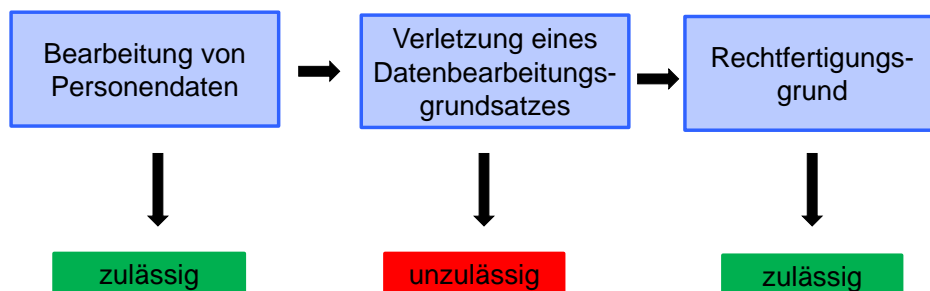 Bearbeitung von
Personendaten
Verletzung eines
Datenbearbeitungs-
grundsatzes
Rechtfertigungs-
grund
zulässig
unzulässig
zulässig